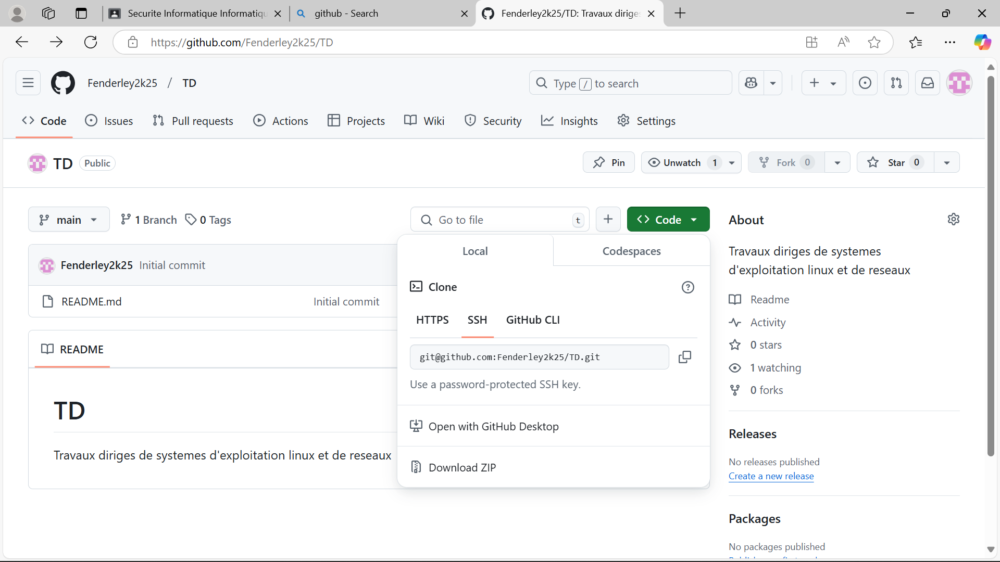 Securite Informatique Informatiqu
github - Search
Fenderley2k25/TD: Travaux diriges
https://github.com/Fenderley2k25/TD
Fenderley2k25 / TD
Type / to search
Code
Issues
Pull requests
Actions
Projects
Wiki
Security
Insights
Settings
TD Public
Pin
Unwatch 1
Fork 0
Star 0
main
1 Branch
0 Tags
Go to file t
Code
Fenderley2k25 Initial commit
README.md Initial commit
README
TD
Travaux diriges de systemes d'exploitation linux et de reseaux
Local
Codespaces
Clone
HTTPS
SSH
GitHub CLI
git@github.com:Fenderley2k25/TD.git
Use a password-protected SSH key.
Open with GitHub Desktop
Download ZIP
About
Travaux diriges de systemes
d'exploitation linux et de reseaux
Readme
Activity
0 stars
1 watching
0 forks
Releases
No releases published
Create a new release
Packages
No packages published